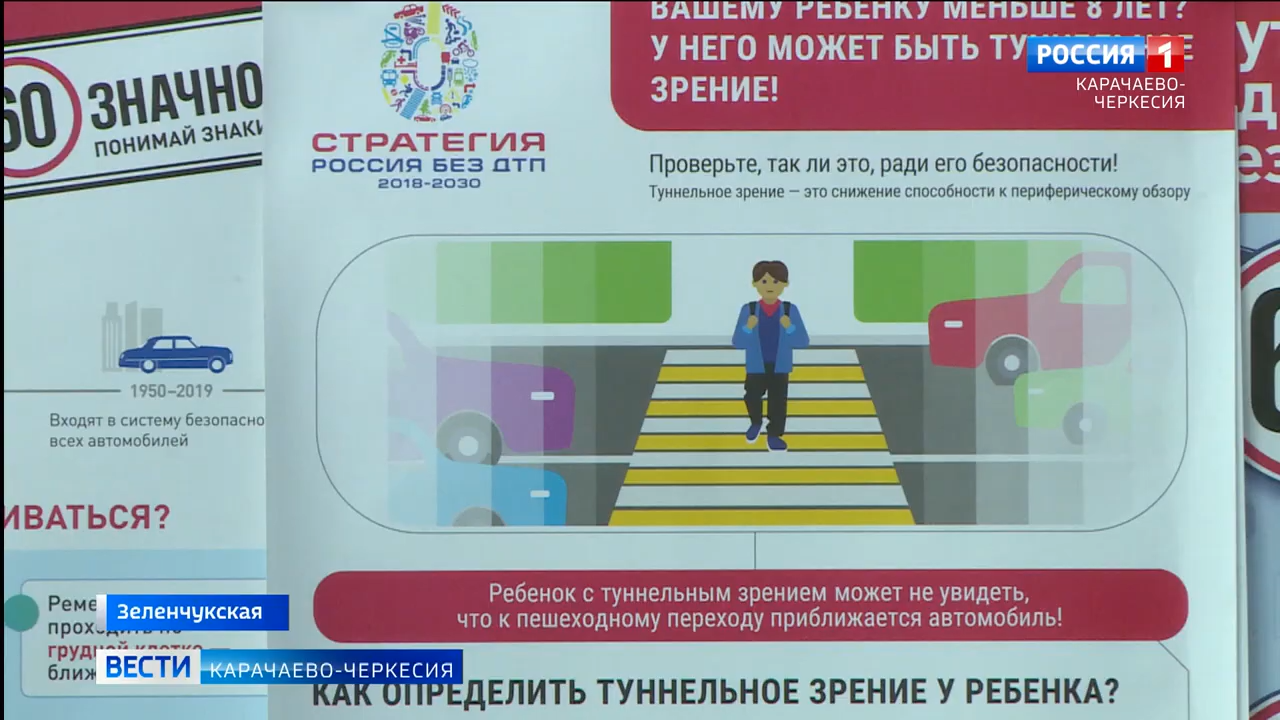 60 ЗНАЧНО
ПОНИМАЙ ЗНАКИ
1950–2019
Входят в систему безопасно
всех автомобилей
ИВАТЬСЯ?
Реме
проходить по
грудной клетке —
ближ
СТРАТЕГИЯ
РОССИЯ БЕЗ ДТП
2018-2030
ВАШЕМУ РЕБЕНКУ МЕНЬШЕ 8 ЛЕТ?
У НЕГО МОЖЕТ БЫТЬ ТУННЕЛЬНОЕ
ЗРЕНИЕ!
Проверьте, так ли это, ради его безопасности!
Туннельное зрение — это снижение способности к периферическому обзору
Ребенок с туннельным зрением может не увидеть,
что к пешеходному переходу приближается автомобиль!
КАК ОПРЕДЕЛИТЬ ТУННЕЛЬНОЕ ЗРЕНИЕ У РЕБЕНКА?
РОССИЯ 1
КАРАЧАЕВО-
ЧЕРКЕСИЯ
Зеленчукская
ВЕСТИ КАРАЧАЕВО-ЧЕРКЕСИЯ